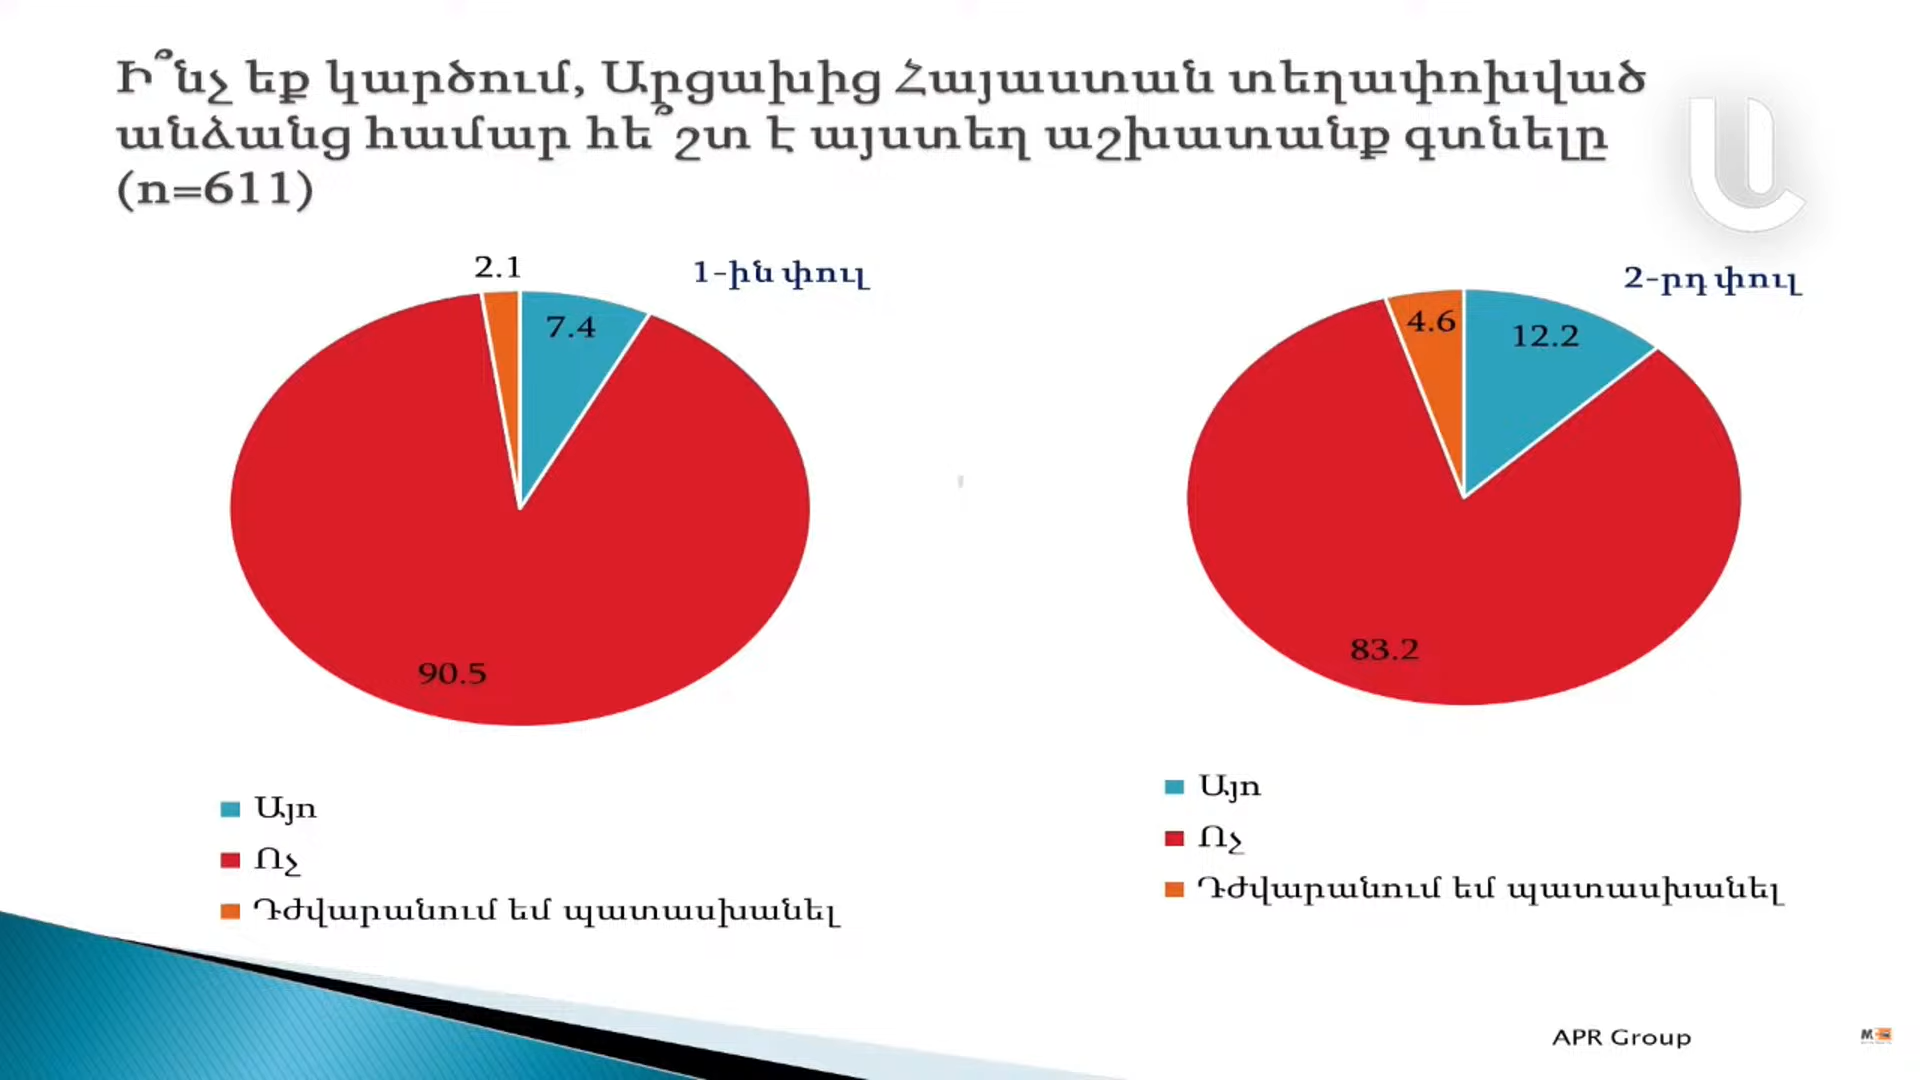 Ի՞նչ եք կարծում, Արցախից Հայաստան տեղափոխված
անձանց համար հե՞շտ է այստեղ աշխատանք գտնելը
(n=611)
1-ին փուլ
2.1
7.4
90.5
Այո
Ոչ
Դժվարանում եմ պատասխանել
2-րդ փուլ
4.6
12.2
83.2
Այո
Ոչ
Դժվարանում եմ պատասխանել
APR Group